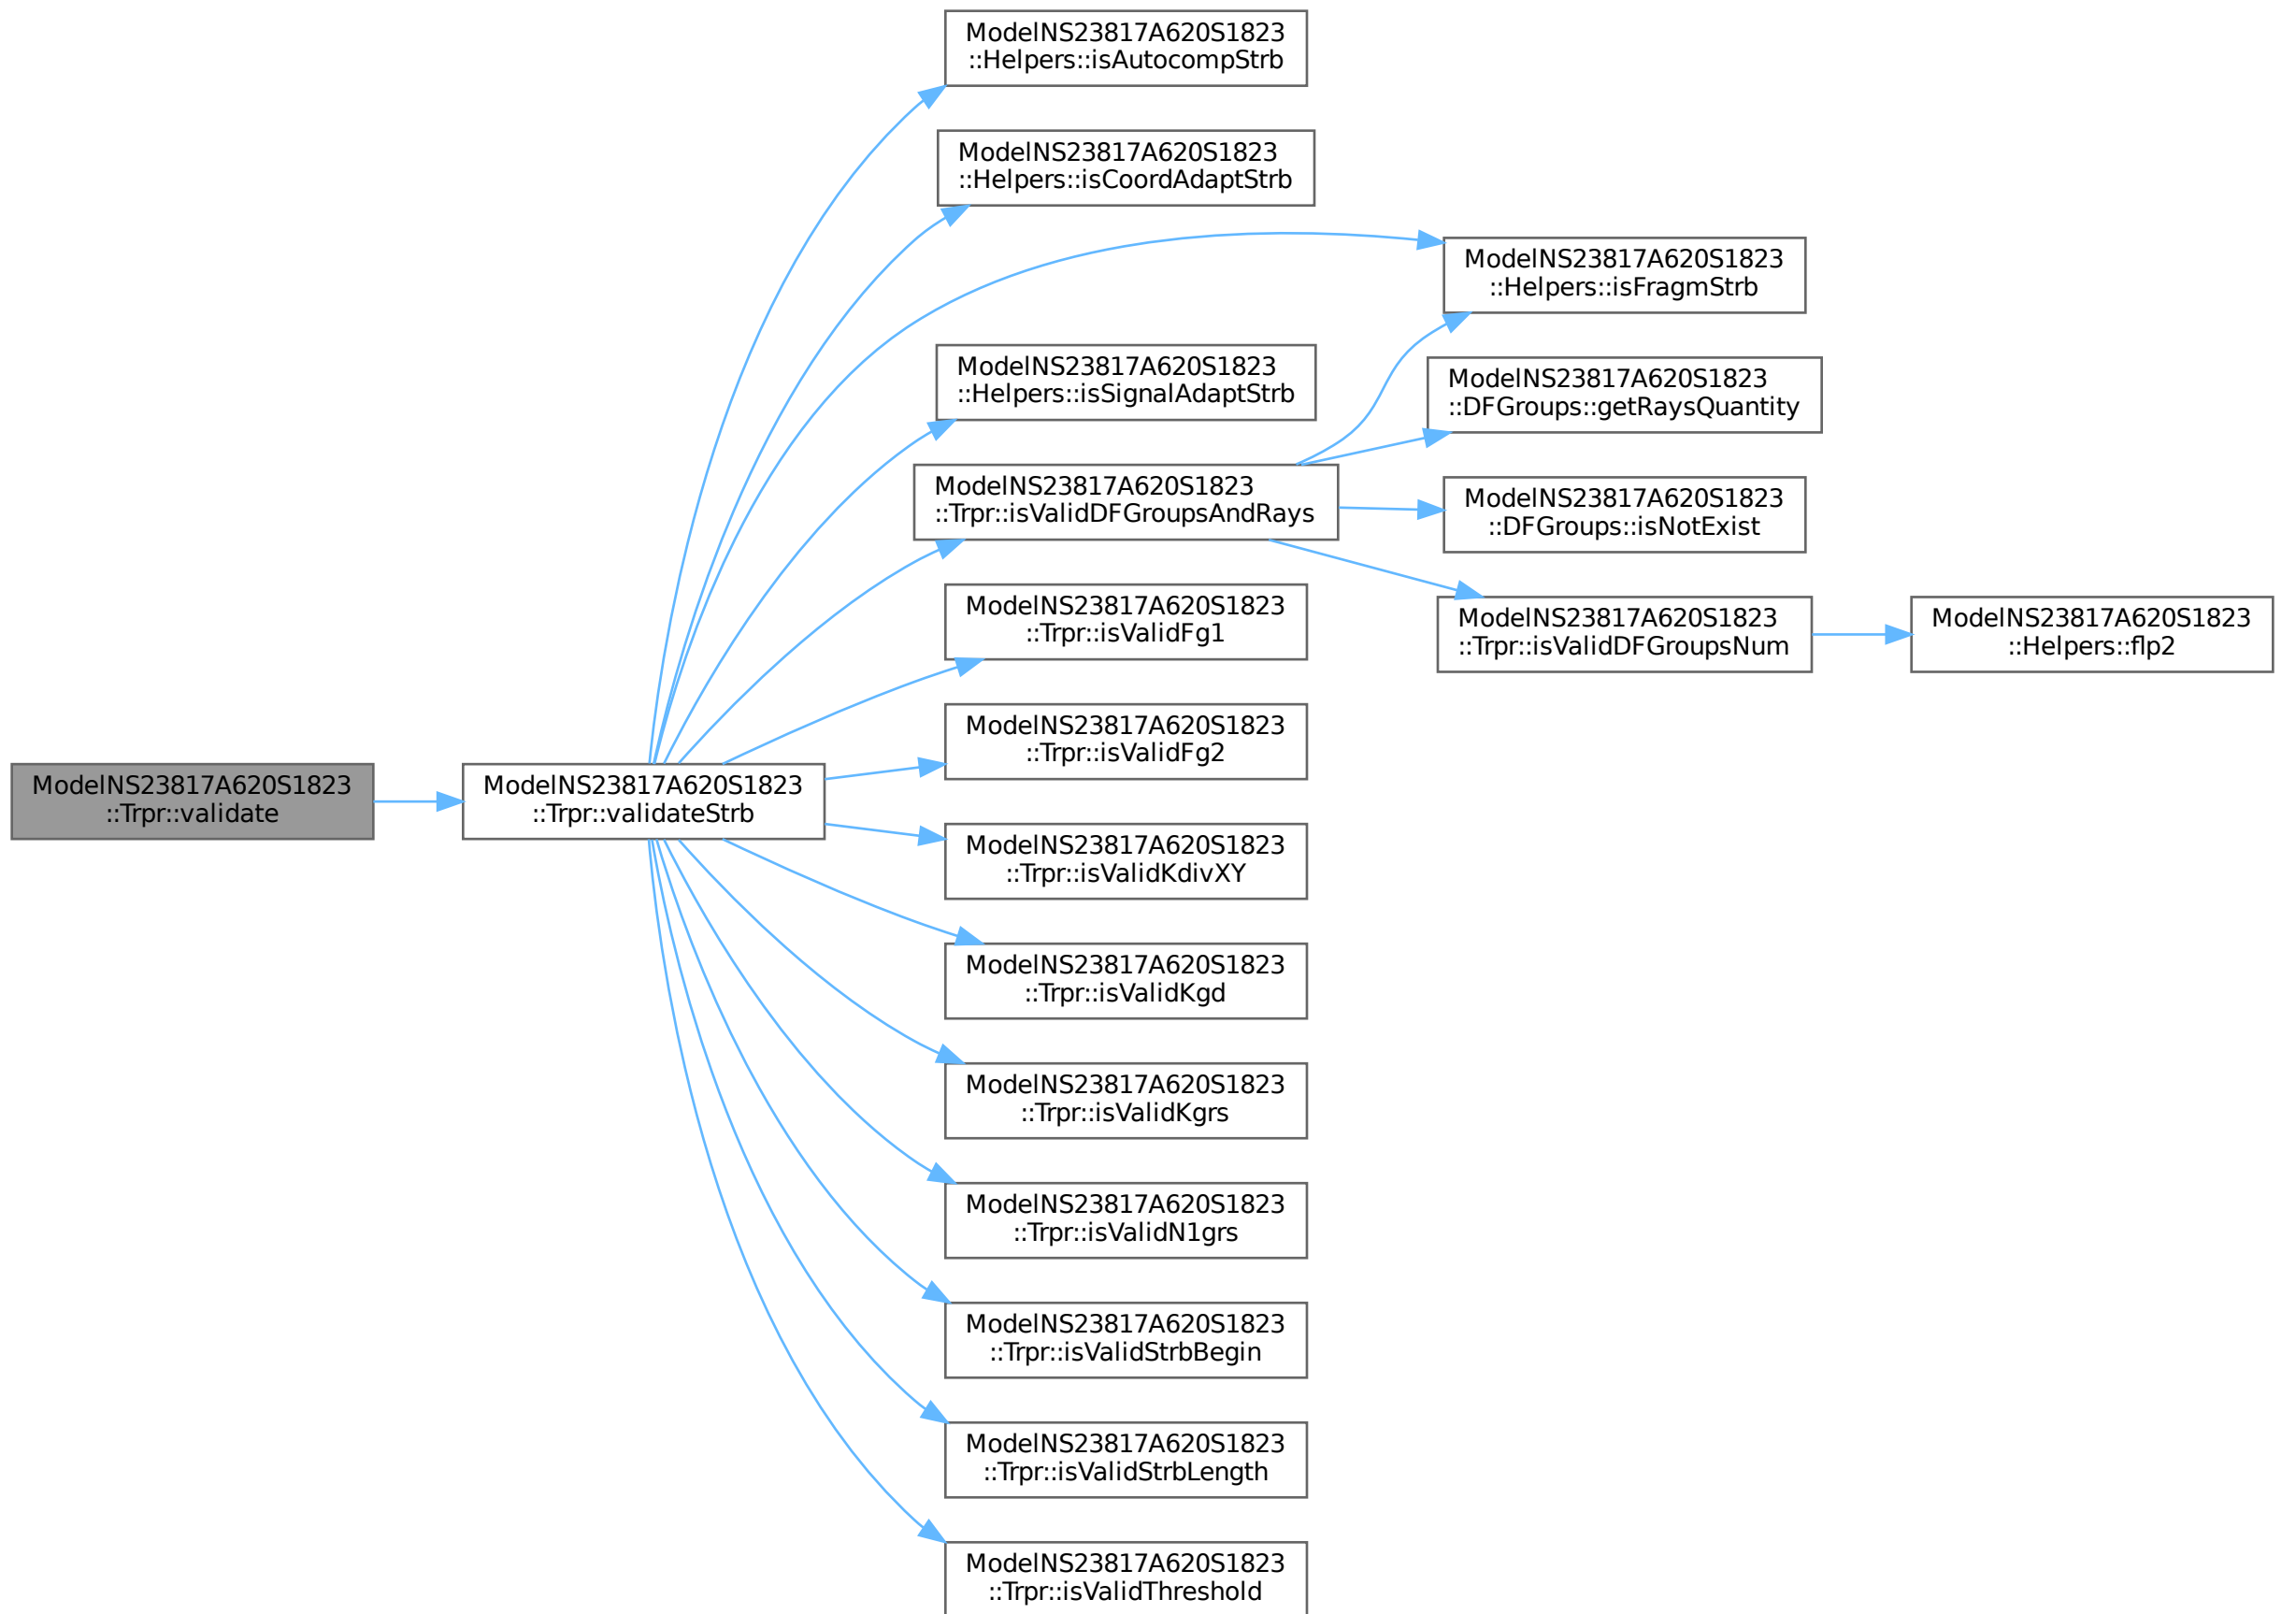 ModelNS23817A620S1823
::Helpers::isAutocompStrb
ModelNS23817A620S1823
::Helpers::isCoordAdaptStrb
ModelNS23817A620S1823
::Helpers::isFragmStrb
ModelNS23817A620S1823
::Helpers::isSignalAdaptStrb
ModelNS23817A620S1823
::DFGroups::getRaysQuantity
ModelNS23817A620S1823
::Trpr::isValidDFGroupsAndRays
ModelNS23817A620S1823
::DFGroups::isNotExist
ModelNS23817A620S1823
::Trpr::isValidFg1
ModelNS23817A620S1823
::Trpr::isValidDFGroupsNum
ModelNS23817A620S1823
::Helpers::flp2
ModelNS23817A620S1823
::Trpr::isValidFg2
ModelNS23817A620S1823
::Trpr::validate
ModelNS23817A620S1823
::Trpr::validateStrb
ModelNS23817A620S1823
::Trpr::isValidKdivXY
ModelNS23817A620S1823
::Trpr::isValidKgd
ModelNS23817A620S1823
::Trpr::isValidKgrs
ModelNS23817A620S1823
::Trpr::isValidN1grs
ModelNS23817A620S1823
::Trpr::isValidStrbBegin
ModelNS23817A620S1823
::Trpr::isValidStrbLength
ModelNS23817A620S1823
::Trpr::isValidThreshold